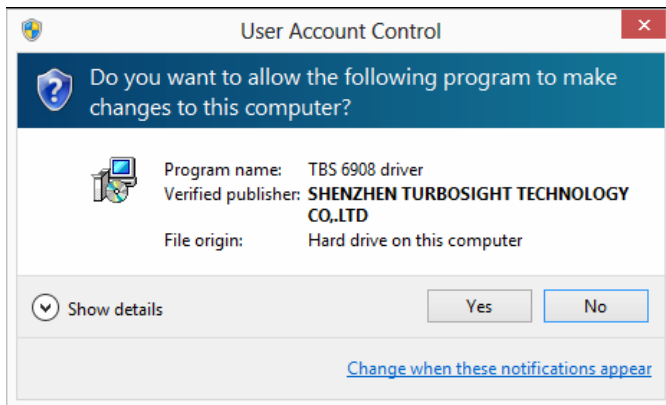 User Account Control
Do you want to allow the following program to make
changes to this computer?
Program name: TBS 6908 driver
Verified publisher: SHENZHEN TURBOSIGHT TECHNOLOGY
CO,.LTD
File origin: Hard drive on this computer
Show details
Yes
No
Change when these notifications appear